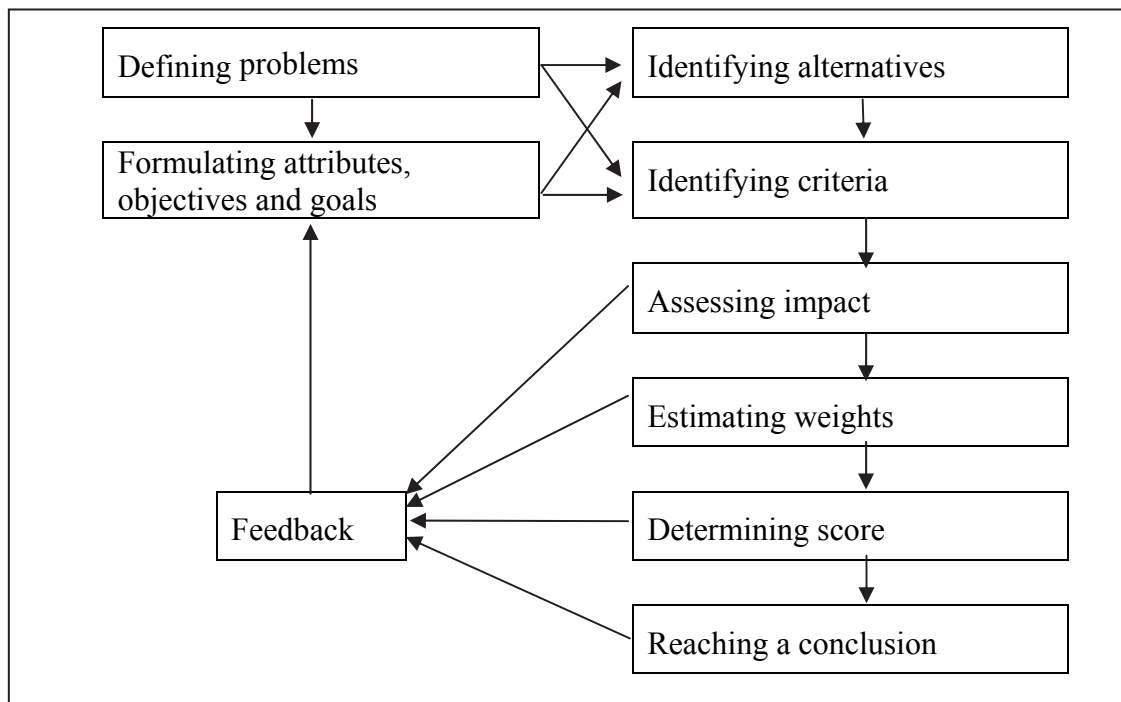 Defining problems
Formulating attributes,
objectives and goals
Identifying alternatives
Identifying criteria
Assessing impact
Estimating weights
Feedback
Determining score
Reaching a conclusion